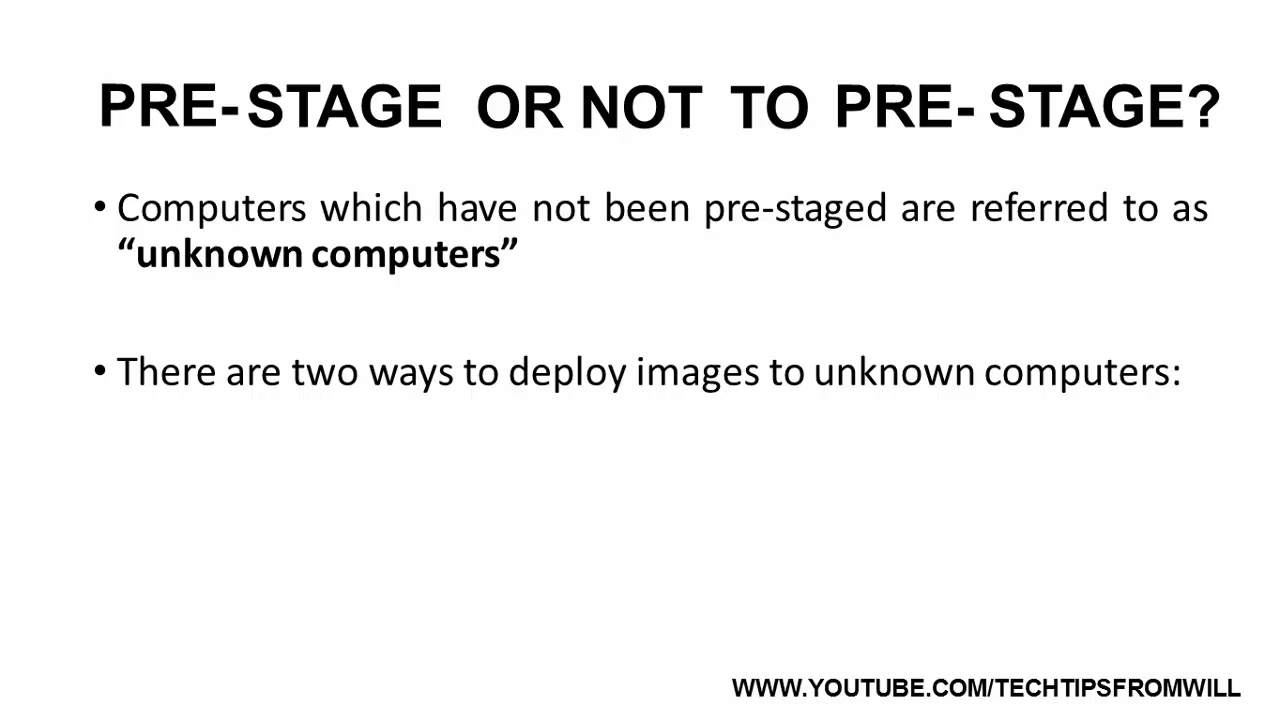 PRE-STAGE OR NOT TO PRE- STAGE?
• Computers which have not been pre-staged are referred to as
“unknown computers”
• There are two ways to deploy images to unknown computers:
WWW.YOUTUBE.COM/TECHTIPSFROMWILL